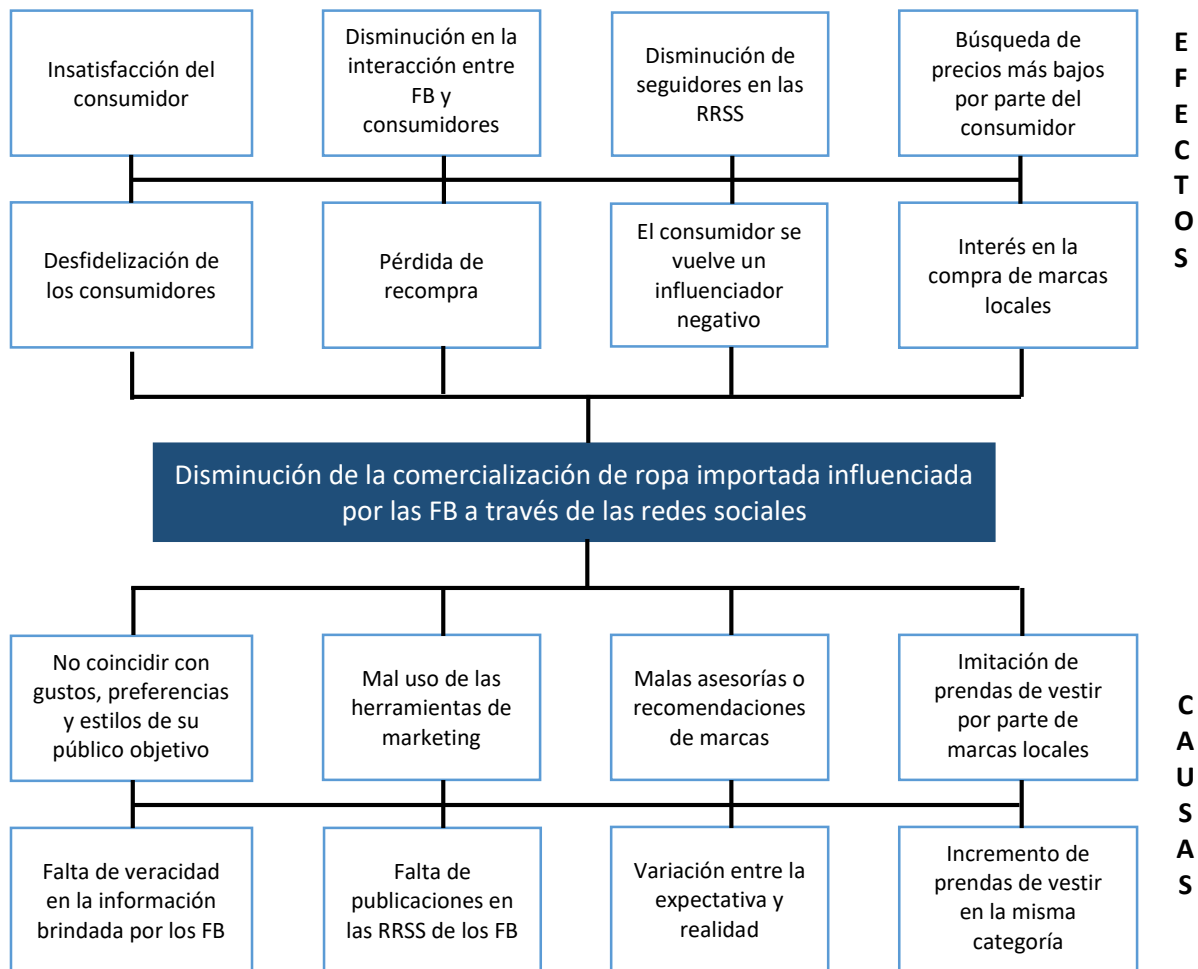 Insatisfacción del
consumidor
Disminución en la
interacción entre
FB y
consumidores
Disminución de
seguidores en las
RRSS
Búsqueda de
precios más bajos
por parte del
consumidor
E
F
E
C
T
O
S
Desfidelización de
los consumidores
Pérdida de
recompra
El consumidor se
vuelve un
influenciador
negativo
Interés en la
compra de marcas
locales
Disminución de la comercialización de ropa importada influenciada
por las FB a través de las redes sociales
No coincidir con
gustos, preferencias
y estilos de su
público objetivo
Mal uso de las
herramientas de
marketing
Malas asesorías o
recomendaciones
de marcas
Imitación de
prendas de vestir
por parte de
marcas locales
C
A
U
S
A
S
Falta de veracidad
en la información
brindada por los FB
Falta de
publicaciones en
las RRSS de los FB
Variación entre la
expectativa y
realidad
Incremento de
prendas de vestir
en la misma
categoría